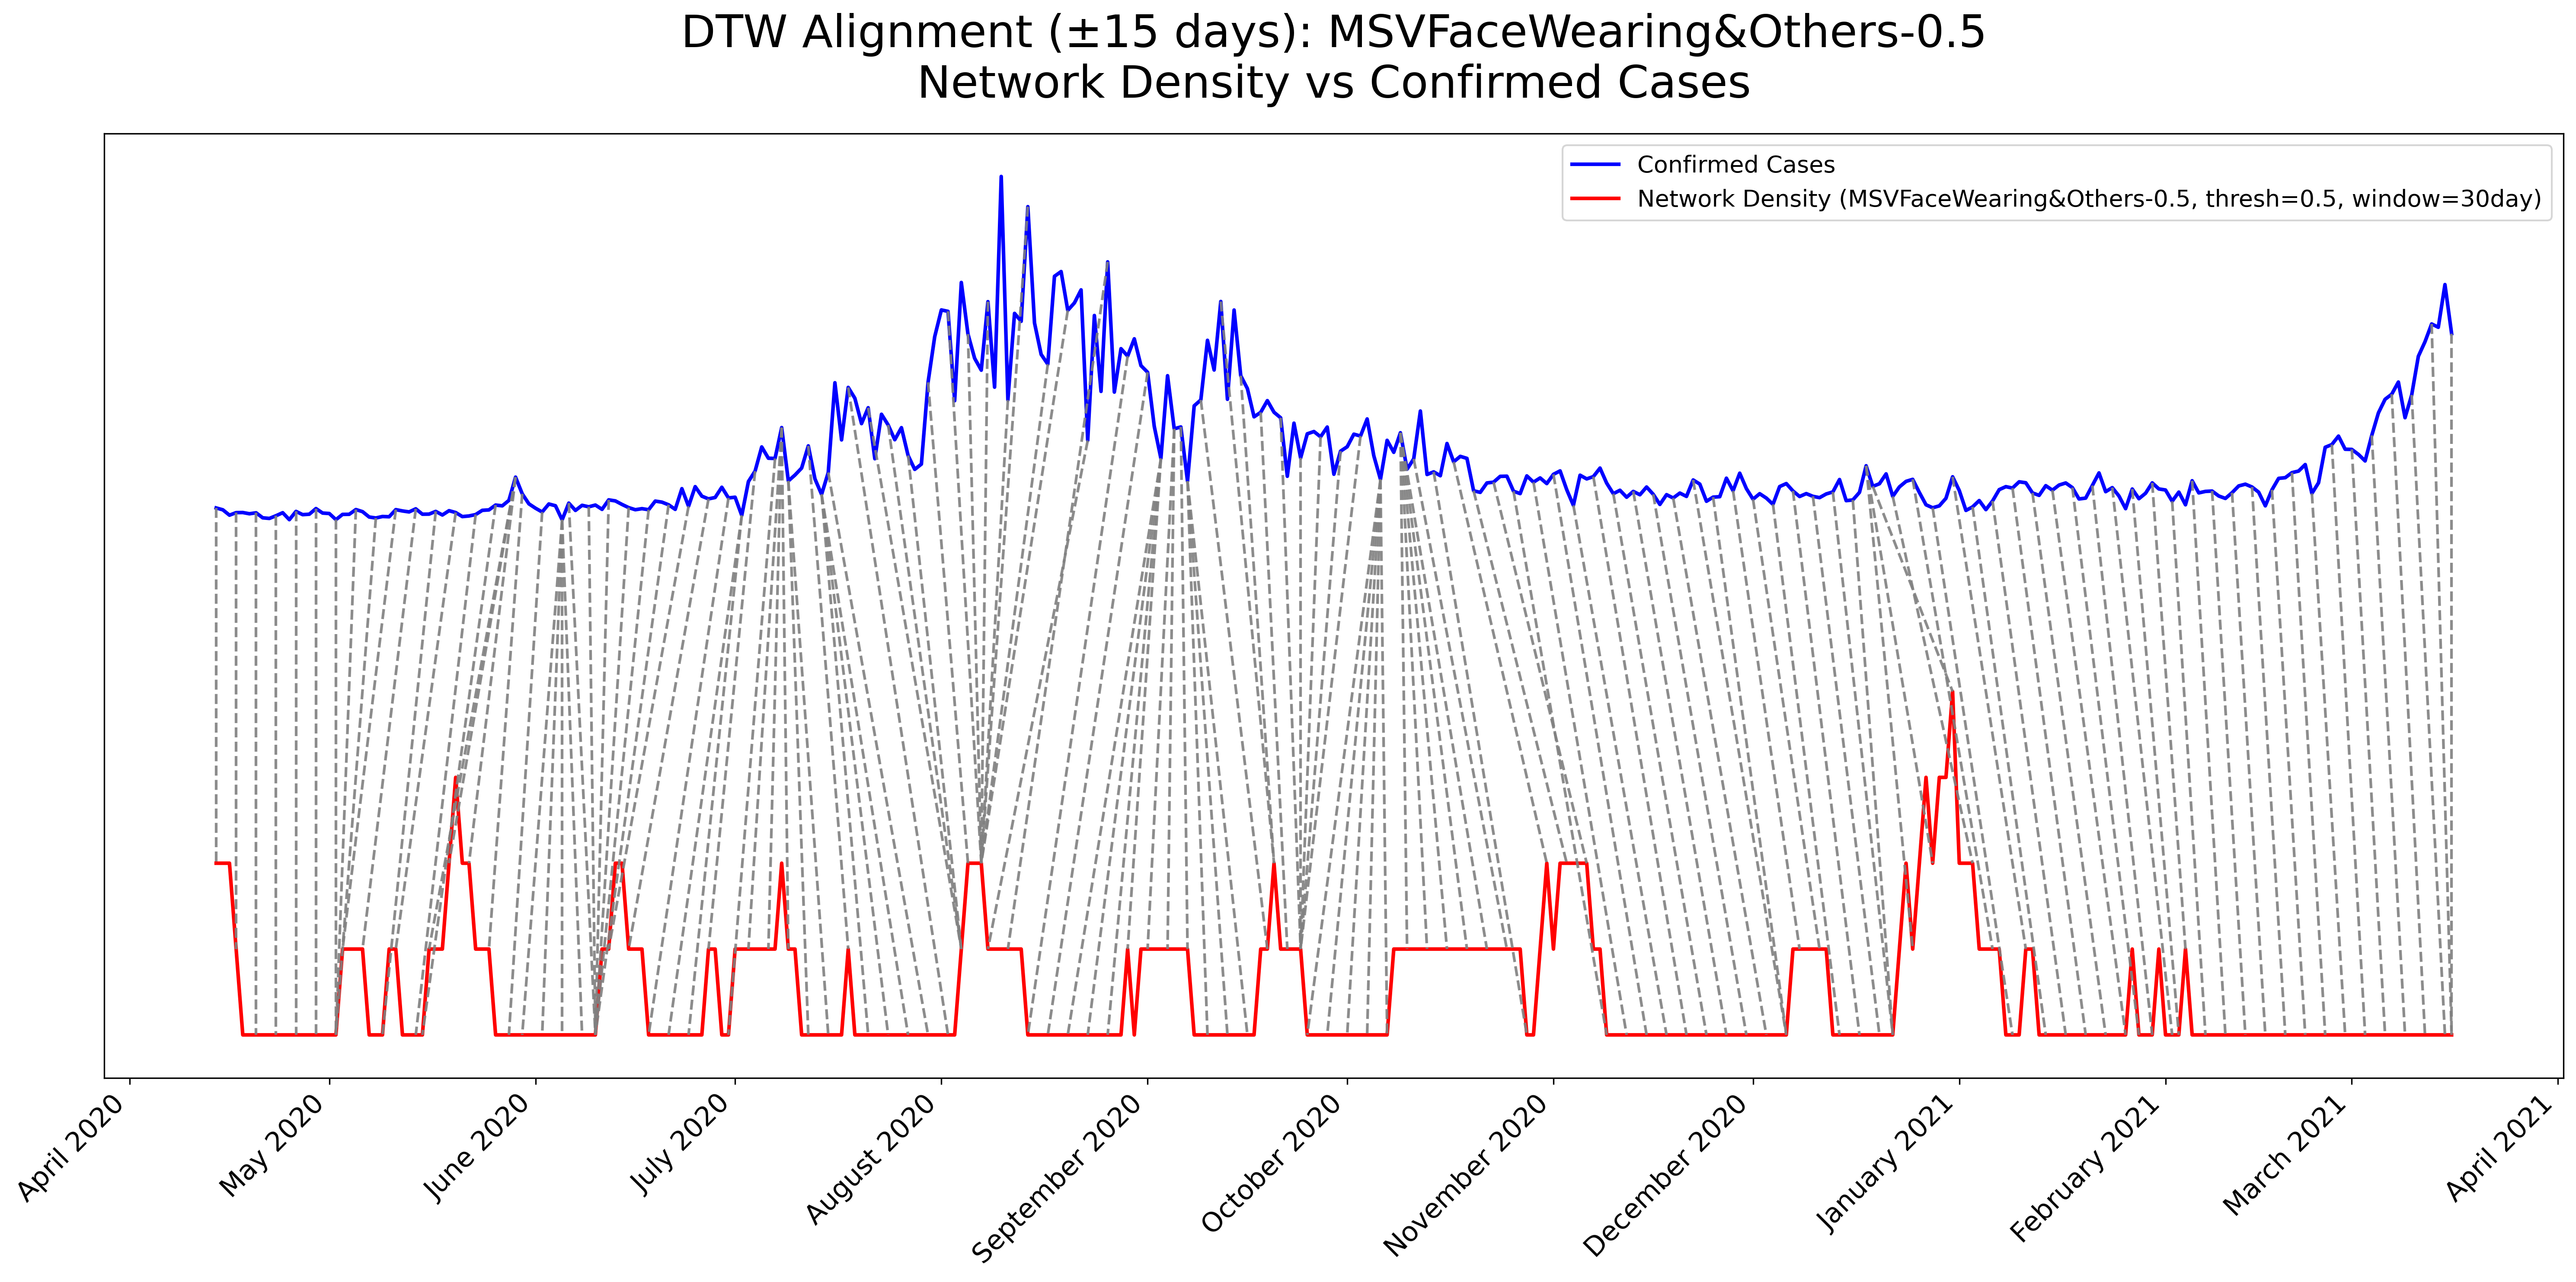 DTW Alignment (±15 days): MSVFaceWearing&Others-0.5
Network Density vs Confirmed Cases
Confirmed Cases
Network Density (MSVFaceWearing&Others-0.5, thresh=0.5, window=30day)
April 2020
May 2020
June 2020
July 2020
August 2020
September 2020
October 2020
November 2020
December 2020
January 2021
February 2021
March 2021
April 2021